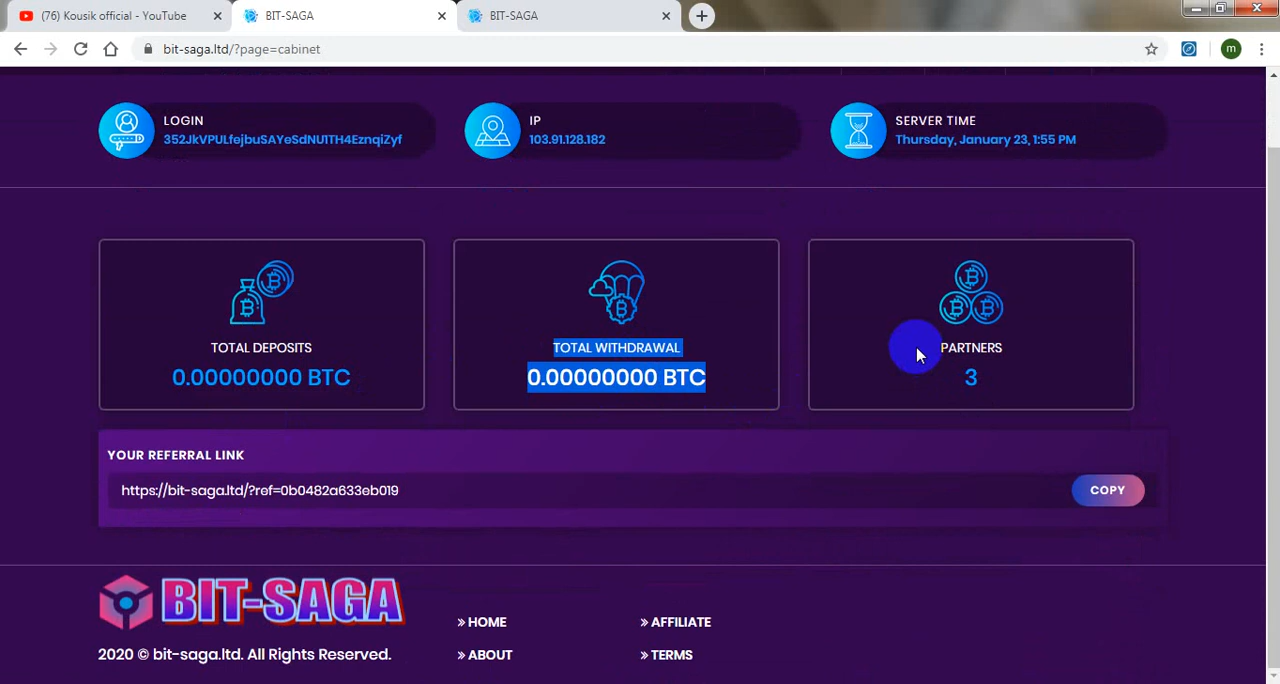 (76) Kousik official - YouTube
BIT-SAGA
BIT-SAGA
bit-saga.ltd/?page=cabinet
m
LOGIN
352JkVPULfejbuSAYeSdNU1TH4EznqiZyf
IP
103.91.128.182
SERVER TIME
Thursday, January 23, 1:55 PM
TOTAL DEPOSITS
0.00000000 BTC
TOTAL WITHDRAWAL
0.00000000 BTC
PARTNERS
3
YOUR REFERRAL LINK
https://bit-saga.ltd/?ref=0b0482a633eb019
COPY
BIT-SAGA
2020 © bit-saga.ltd. All Rights Reserved.
» HOME
» ABOUT
» AFFILIATE
» TERMS